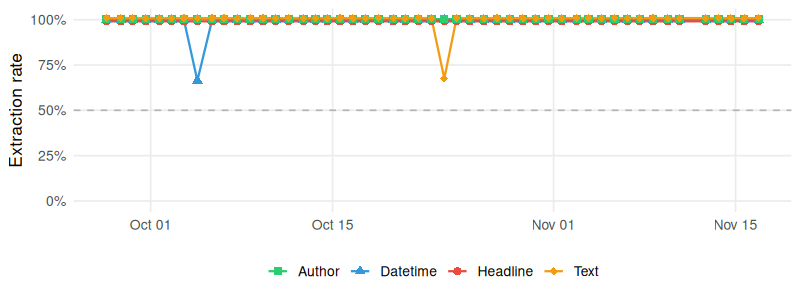 Extraction rate
100%
75%
50%
25%
0%
Oct 01 Oct 15 Nov 01 Nov 15
Author Datetime Headline Text